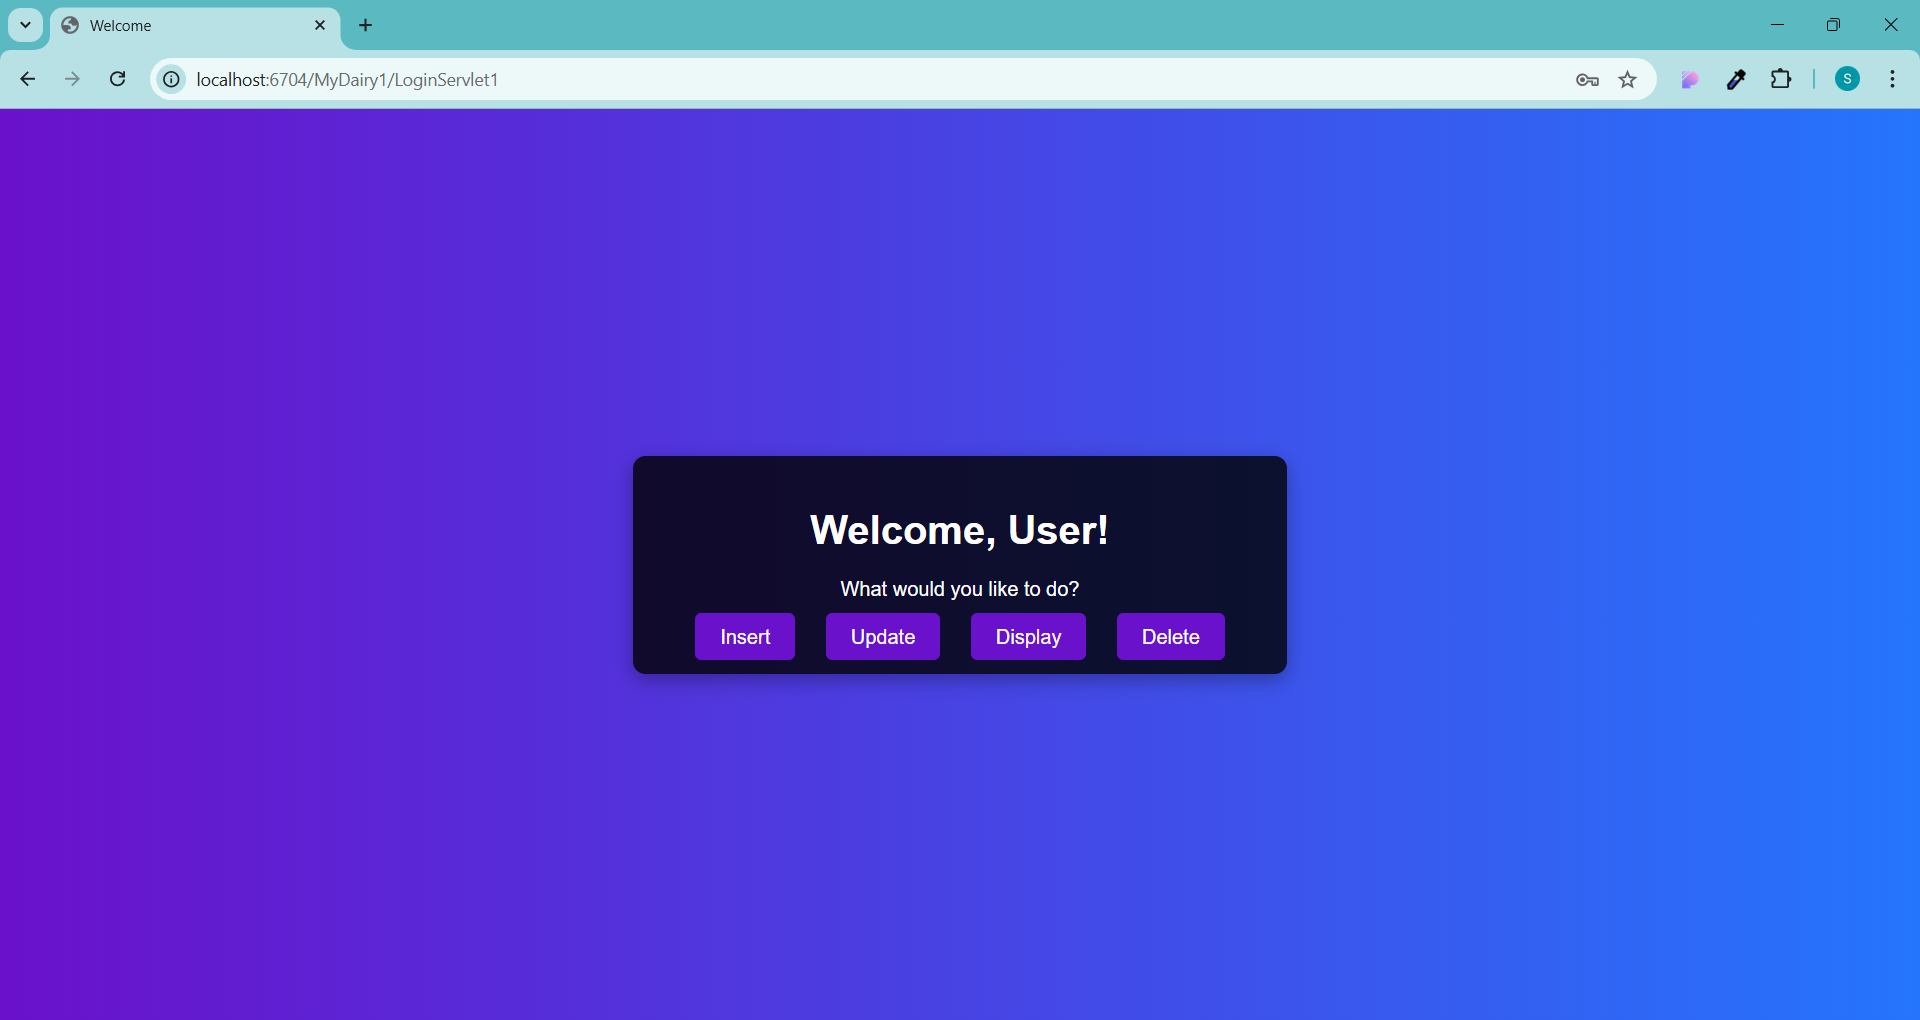 Welcome
localhost:6704/MyDairy1/LoginServlet1
S
Welcome, User!
What would you like to do?
Insert Update Display Delete